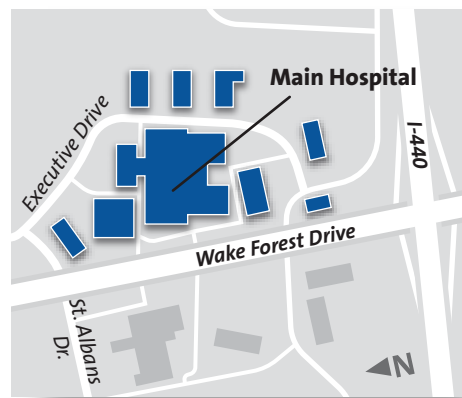 Main Hospital
Executive Drive
I-440
Wake Forest Drive
St. Albans
Dr.
N